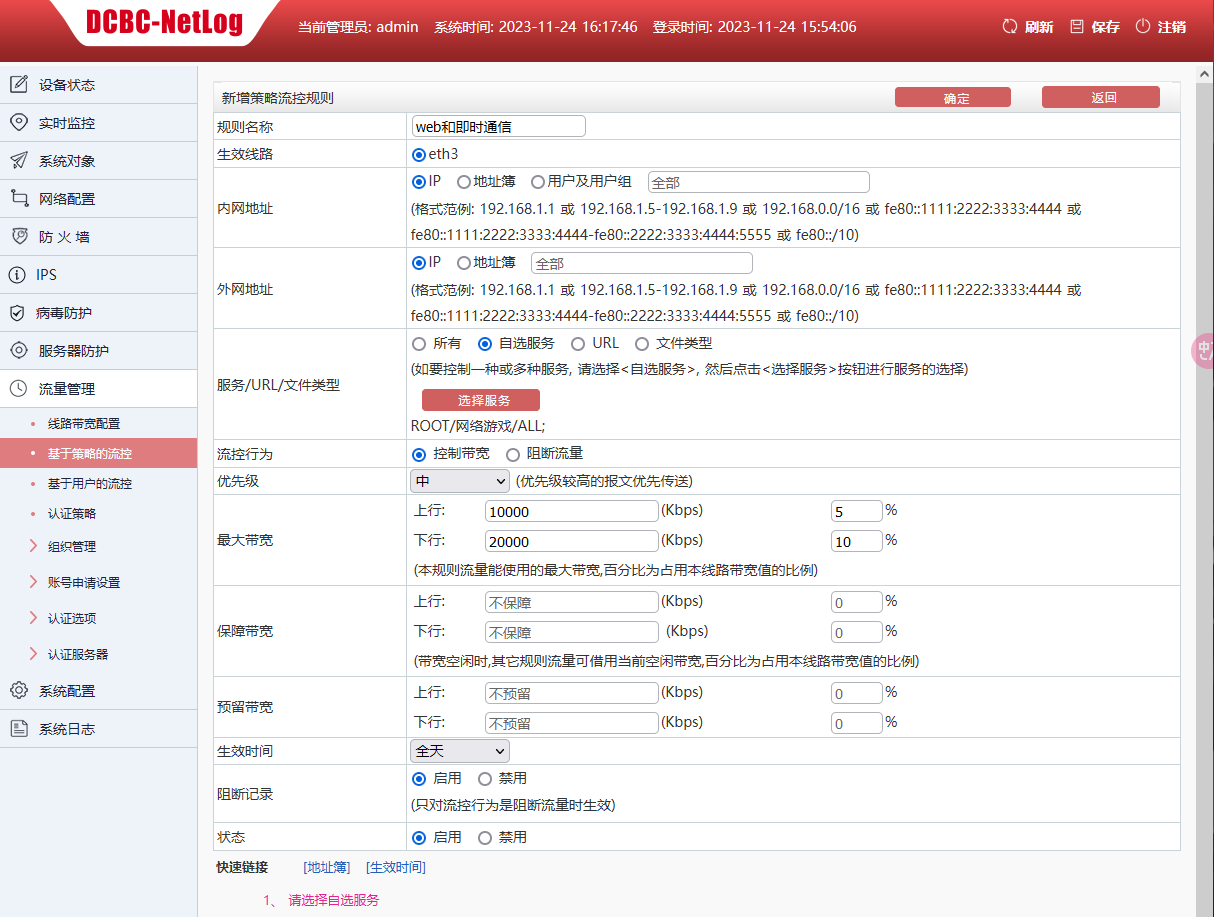 DCBC-NetLog
当前管理员: admin 系统时间: 2023-11-24 16:17:46 登录时间: 2023-11-24 15:54:06 刷新 保存 注销
设备状态
实时监控
系统对象
网络配置
防 火 墙
IPS
病毒防护
服务器防护
流量管理
线路带宽配置
基于策略的流控
基于用户的流控
认证策略
组织管理
账号申请设置
认证选项
认证服务器
系统配置
系统日志
新增策略流控规则 确定 返回
规则名称 web和即时通信
生效线路 eth3
内网地址 IP 地址簿 用户及用户组 全部
(格式范例: 192.168.1.1 或 192.168.1.5-192.168.1.9 或 192.168.0.0/16 或 fe80::1111:2222:3333:4444 或
fe80::1111:2222:3333:4444-fe80::2222:3333:4444:5555 或 fe80::/10)
外网地址 IP 地址簿 全部
(格式范例: 192.168.1.1 或 192.168.1.5-192.168.1.9 或 192.168.0.0/16 或 fe80::1111:2222:3333:4444 或
fe80::1111:2222:3333:4444-fe80::2222:3333:4444:5555 或 fe80::/10)
服务/URL/文件类型 所有 自选服务 URL 文件类型
(如要控制一种或多种服务, 请选择<自选服务>, 然后点击<选择服务>按钮进行服务的选择)
选择服务
ROOT/网络游戏/ALL;
流控行为 控制带宽 阻断流量
优先级 中 (优先级较高的报文优先传送)
最大带宽 上行: 10000 (Kbps) 5 %
下行: 20000 (Kbps) 10 %
(本规则流量能使用的最大带宽,百分比为占用本线路带宽值的比例)
保障带宽 上行: 不保障 (Kbps) 0 %
下行: 不保障 (Kbps) 0 %
(带宽空闲时,其它规则流量可借用当前空闲带宽,百分比为占用本线路带宽值的比例)
预留带宽 上行: 不预留 (Kbps) 0 %
下行: 不预留 (Kbps) 0 %
生效时间 全天
阻断记录 启用 禁用
(只对流控行为是阻断流量时生效)
状态 启用 禁用
快速链接 [地址簿] [生效时间]
1、 请选择自选服务
中/